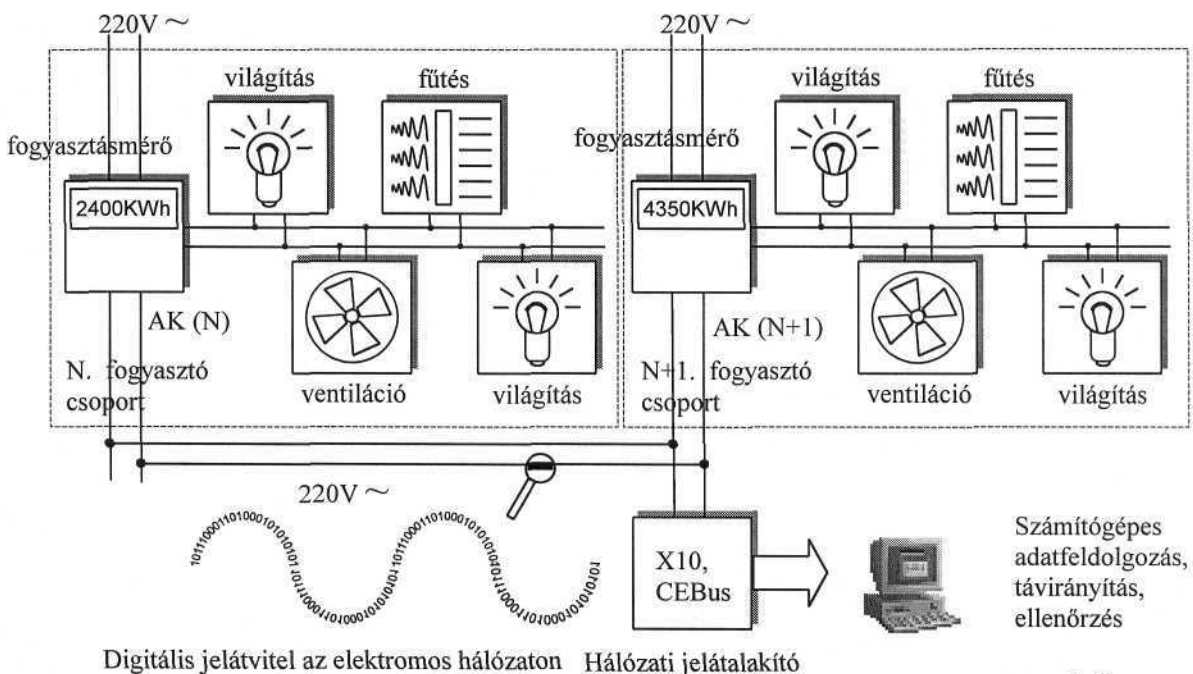 220V ~
220V ~
világítás
fűtés
fogyasztásmérő
2400KWh
AK (N)
N. fogyasztó
csoport
ventiláció
világítás
világítás
fűtés
fogyasztásmérő
4350KWh
AK (N+1)
N+1. fogyasztó
csoport
ventiláció
világítás
220V ~
X10,
CEBus
Számítógépes
adatfeldolgozás,
távirányítás,
ellenőrzés
Digitális jelátvitel az elektromos hálózaton
Hálózati jelátalakító